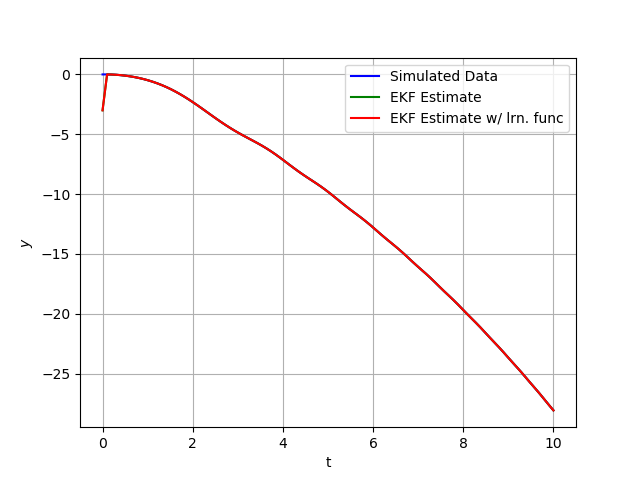 Simulated Data
EKF Estimate
EKF Estimate w/ lrn. func
0
−5
−10
−15
−20
−25
y
0 2 4 6 8 10
t